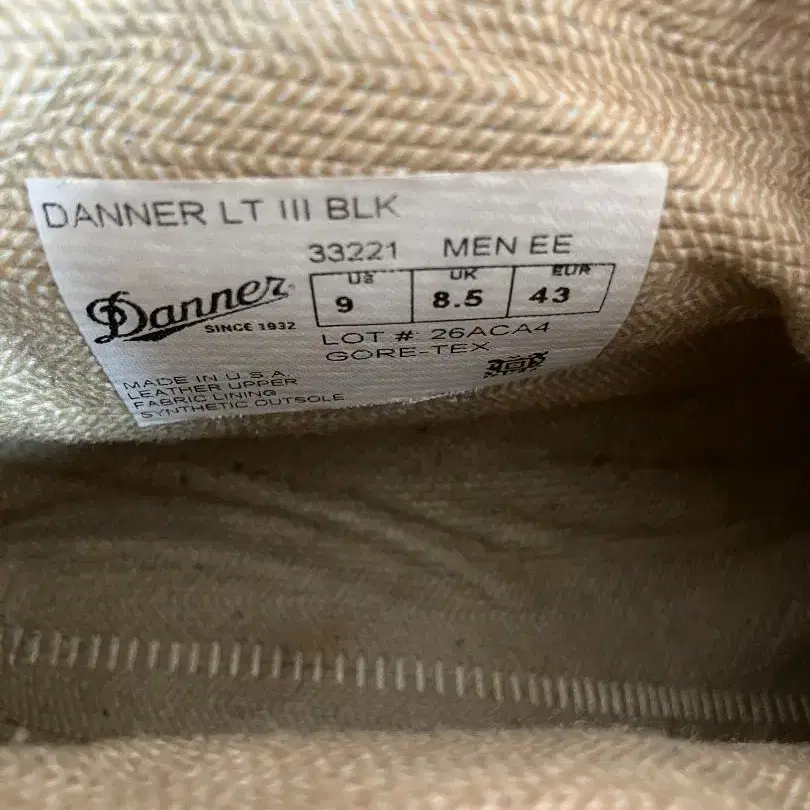 DANNER LT III BLK
33221 MEN EE
US UK EUR
9 8.5 43
Danner
SINCE 1932
LOT # 26ACA4
GORE-TEX
MADE IN U.S.A.
LEATHER UPPER
FABRIC LINING
SYNTHETIC OUTSOLE